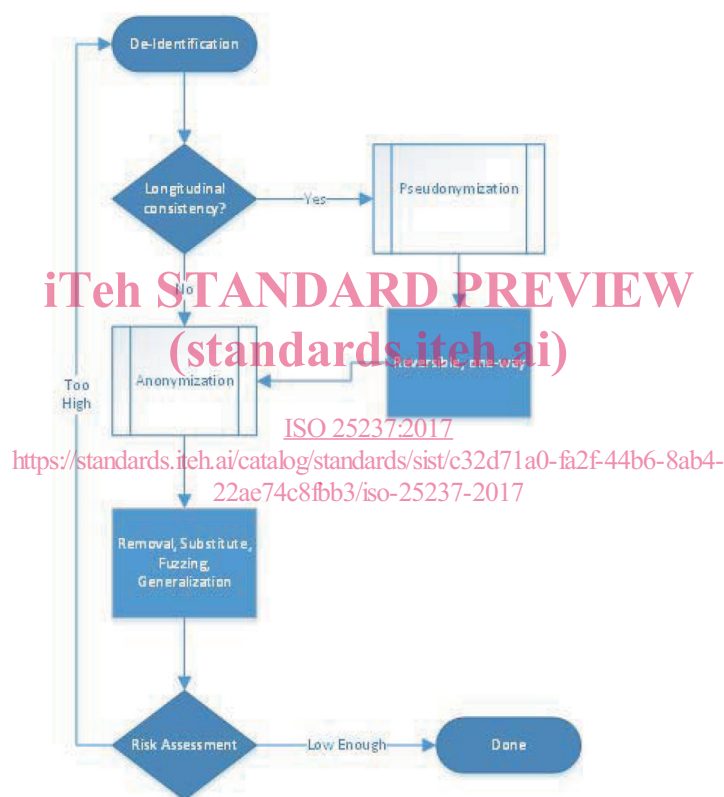 De-Identification
Longitudinal
consistency?
Yes
Pseudonymization
iTeh STANDARD PREVIEW
No
(standards.iteh.ai)
Reversible, one-way
Too
High
Anonymization
ISO 25237:2017
https://standards.iteh.ai/catalog/standards/sist/c32d71a0-fa2f-44b6-8ab4-
22ae74c8fbb3/iso-25237-2017
Removal, Substitute,
Fuzzing,
Generalization
Risk Assessment
Low Enough
Done